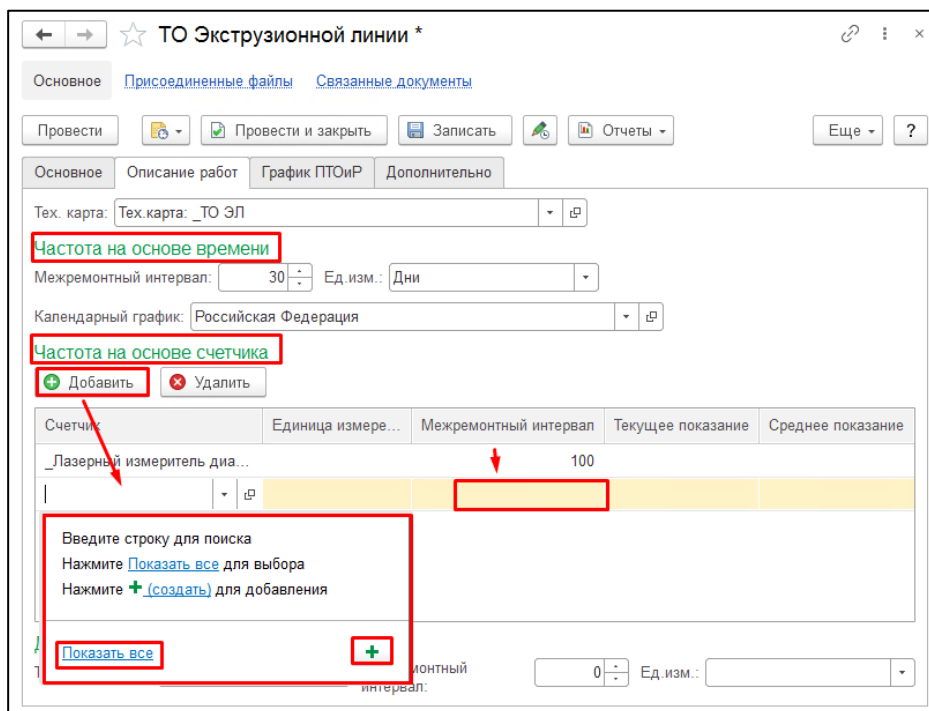 ТО Экструзионной линии *
Основное Присоединенные файлы Связанные документы
Провести Провести и закрыть Записать Отчеты Еще ?
Основное Описание работ График ПТОиР Дополнительно
Тех. карта: Тех.карта: _ТО ЭЛ
Частота на основе времени
Межремонтный интервал: 30 Ед.изм.: Дни
Календарный график: Российская Федерация
Частота на основе счетчика
Добавить Удалить
Счетчик Единица измере... Межремонтный интервал Текущее показание Среднее показание
_Лазерный измеритель диа... 100
Введите строку для поиска
Нажмите Показать все для выбора
Нажмите + (создать) для добавления
Показать все
0 Ед.изм.:
интервал: